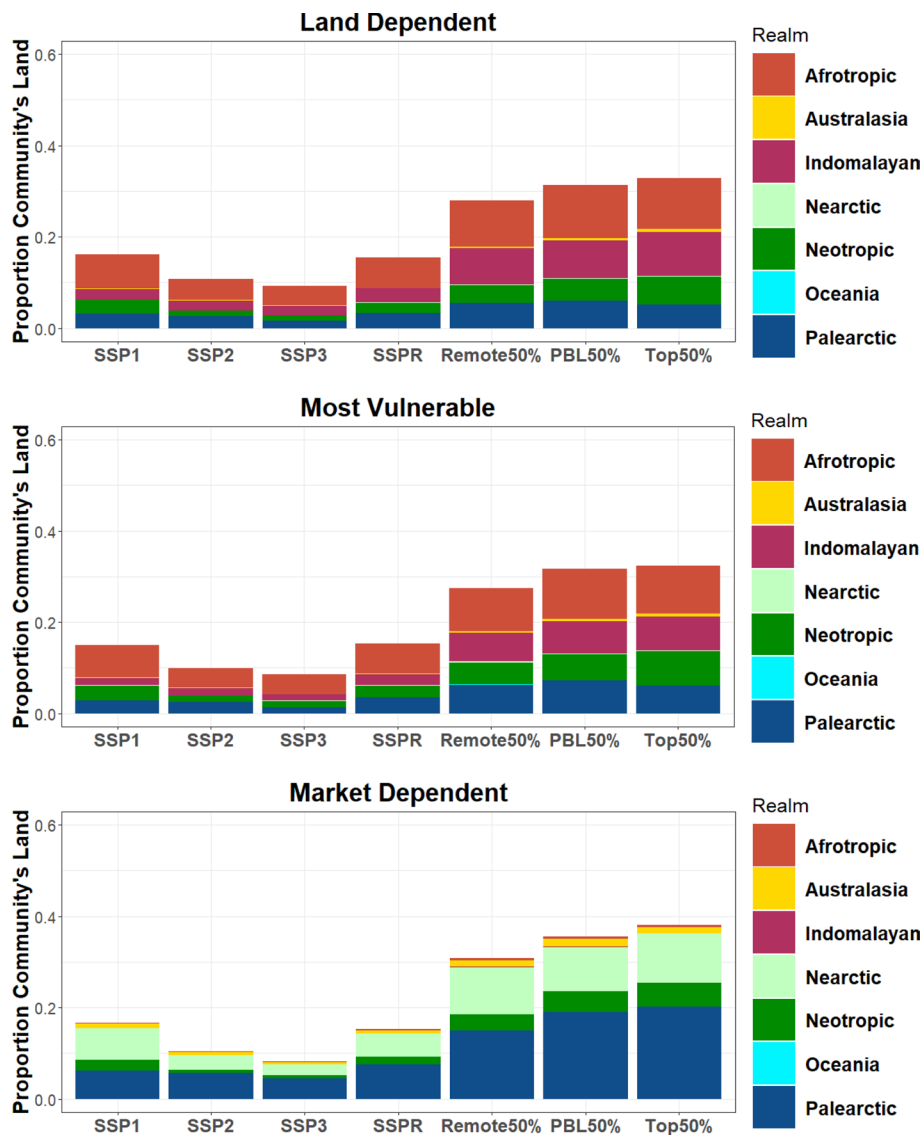 Land Dependent
Proportion Community's Land
0.6
0.4
0.2
0.0
SSP1 SSP2 SSP3 SSPR Remote50% PBL50% Top50%
Realm
Afrotropic
Australasia
Indomalayan
Nearctic
Neotropic
Oceania
Palearctic
Most Vulnerable
Proportion Community's Land
0.6
0.4
0.2
0.0
SSP1 SSP2 SSP3 SSPR Remote50% PBL50% Top50%
Realm
Afrotropic
Australasia
Indomalayan
Nearctic
Neotropic
Oceania
Palearctic
Market Dependent
Proportion Community's Land
0.6
0.4
0.2
0.0
SSP1 SSP2 SSP3 SSPR Remote50% PBL50% Top50%
Realm
Afrotropic
Australasia
Indomalayan
Nearctic
Neotropic
Oceania
Palearctic